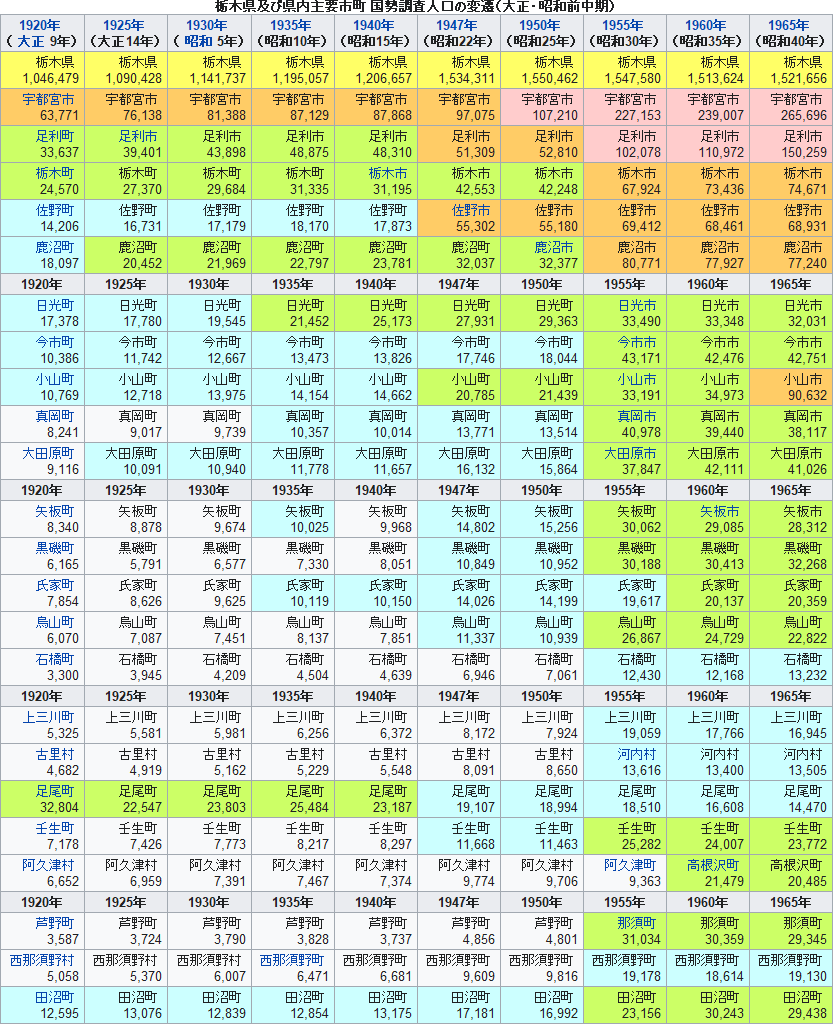 栃木県及び県内主要市町 国勢調査人口の変遷(大正・昭和前中期)
1920年 1925年 1930年 1935年 1940年 1947年 1950年 1955年 1960年 1965年
( 大正 9年) (大正14年) ( 昭和 5年) (昭和10年) (昭和15年) (昭和22年) (昭和25年) (昭和30年) (昭和35年) (昭和40年)
栃木県 栃木県 栃木県 栃木県 栃木県 栃木県 栃木県 栃木県 栃木県 栃木県
1,046,479 1,090,428 1,141,737 1,195,057 1,206,657 1,534,311 1,550,462 1,547,580 1,513,624 1,521,656
宇都宮市 宇都宮市 宇都宮市 宇都宮市 宇都宮市 宇都宮市 宇都宮市 宇都宮市 宇都宮市 宇都宮市
63,771 76,138 81,388 87,129 87,868 97,075 107,210 227,153 239,007 265,696
足利町 足利市 足利市 足利市 足利市 足利市 足利市 足利市 足利市 足利市
33,637 39,401 43,898 48,875 48,310 51,309 52,810 102,078 110,972 150,259
栃木町 栃木町 栃木町 栃木町 栃木市 栃木市 栃木市 栃木市 栃木市 栃木市
24,570 27,370 29,684 31,335 31,195 42,553 42,248 67,924 73,436 74,671
佐野町 佐野町 佐野町 佐野町 佐野町 佐野市 佐野市 佐野市 佐野市 佐野市
14,206 16,731 17,179 18,170 17,873 55,302 55,180 69,412 68,461 68,931
鹿沼町 鹿沼町 鹿沼町 鹿沼町 鹿沼町 鹿沼町 鹿沼市 鹿沼市 鹿沼市 鹿沼市
18,097 20,452 21,969 22,797 23,781 32,037 32,377 80,771 77,927 77,240
1920年 1925年 1930年 1935年 1940年 1947年 1950年 1955年 1960年 1965年
日光町 日光町 日光町 日光町 日光町 日光町 日光町 日光市 日光市 日光市
17,378 17,780 19,545 21,452 25,173 27,931 29,363 33,490 33,348 32,031
今市町 今市町 今市町 今市町 今市町 今市町 今市町 今市市 今市市 今市市
10,386 11,742 12,667 13,473 13,826 17,746 18,044 43,171 42,476 42,751
小山町 小山町 小山町 小山町 小山町 小山町 小山町 小山市 小山市 小山市
10,769 12,718 13,975 14,154 14,662 20,785 21,439 33,191 34,973 90,632
真岡町 真岡町 真岡町 真岡町 真岡町 真岡町 真岡町 真岡市 真岡市 真岡市
8,241 9,017 9,739 10,357 10,014 13,771 13,514 40,978 39,440 38,117
大田原町 大田原町 大田原町 大田原町 大田原町 大田原町 大田原町 大田原市 大田原市 大田原市
9,116 10,091 10,940 11,778 11,657 16,132 15,864 37,847 42,111 41,026
1920年 1925年 1930年 1935年 1940年 1947年 1950年 1955年 1960年 1965年
矢板町 矢板町 矢板町 矢板町 矢板町 矢板町 矢板町 矢板町 矢板市 矢板市
8,340 8,878 9,674 10,025 9,968 14,802 15,256 30,062 29,085 28,312
黒磯町 黒磯町 黒磯町 黒磯町 黒磯町 黒磯町 黒磯町 黒磯町 黒磯町 黒磯町
6,165 5,791 6,577 7,330 8,051 10,849 10,952 30,188 30,413 32,268
氏家町 氏家町 氏家町 氏家町 氏家町 氏家町 氏家町 氏家町 氏家町 氏家町
7,854 8,626 9,625 10,119 10,150 14,026 14,199 19,617 20,137 20,359
烏山町 烏山町 烏山町 烏山町 烏山町 烏山町 烏山町 烏山町 烏山町 烏山町
6,070 7,087 7,451 8,137 7,851 11,337 10,939 26,867 24,729 22,822
石橋町 石橋町 石橋町 石橋町 石橋町 石橋町 石橋町 石橋町 石橋町 石橋町
3,300 3,945 4,209 4,504 4,639 6,946 7,061 12,430 12,168 13,232
1920年 1925年 1930年 1935年 1940年 1947年 1950年 1955年 1960年 1965年
上三川町 上三川町 上三川町 上三川町 上三川町 上三川町 上三川町 上三川町 上三川町 上三川町
5,325 5,581 5,981 6,256 6,372 8,172 7,924 19,059 17,766 16,945
古里村 古里村 古里村 古里村 古里村 古里村 古里村 河内村 河内村 河内村
4,682 4,919 5,162 5,229 5,548 8,091 8,650 13,616 13,400 13,505
足尾町 足尾町 足尾町 足尾町 足尾町 足尾町 足尾町 足尾町 足尾町 足尾町
32,804 22,547 23,803 25,484 23,187 19,107 18,994 18,510 16,608 14,470
壬生町 壬生町 壬生町 壬生町 壬生町 壬生町 壬生町 壬生町 壬生町 壬生町
7,178 7,426 7,773 8,217 8,297 11,668 11,463 25,282 24,007 23,772
阿久津村 阿久津村 阿久津村 阿久津村 阿久津村 阿久津村 阿久津村 阿久津町 高根沢町 高根沢町
6,652 6,959 7,391 7,467 7,374 9,774 9,706 9,363 21,479 20,485
1920年 1925年 1930年 1935年 1940年 1947年 1950年 1955年 1960年 1965年
芦野町 芦野町 芦野町 芦野町 芦野町 芦野町 芦野町 那須町 那須町 那須町
3,587 3,724 3,790 3,828 3,737 4,856 4,801 31,034 30,359 29,345
西那須野村 西那須野村 西那須野村 西那須野町 西那須野町 西那須野町 西那須野町 西那須野町 西那須野町 西那須野町
5,058 5,370 6,007 6,471 6,681 9,609 9,816 19,178 18,614 19,130
田沼町 田沼町 田沼町 田沼町 田沼町 田沼町 田沼町 田沼町 田沼町 田沼町
12,595 13,076 12,839 12,854 13,175 17,181 16,992 23,156 30,243 29,438